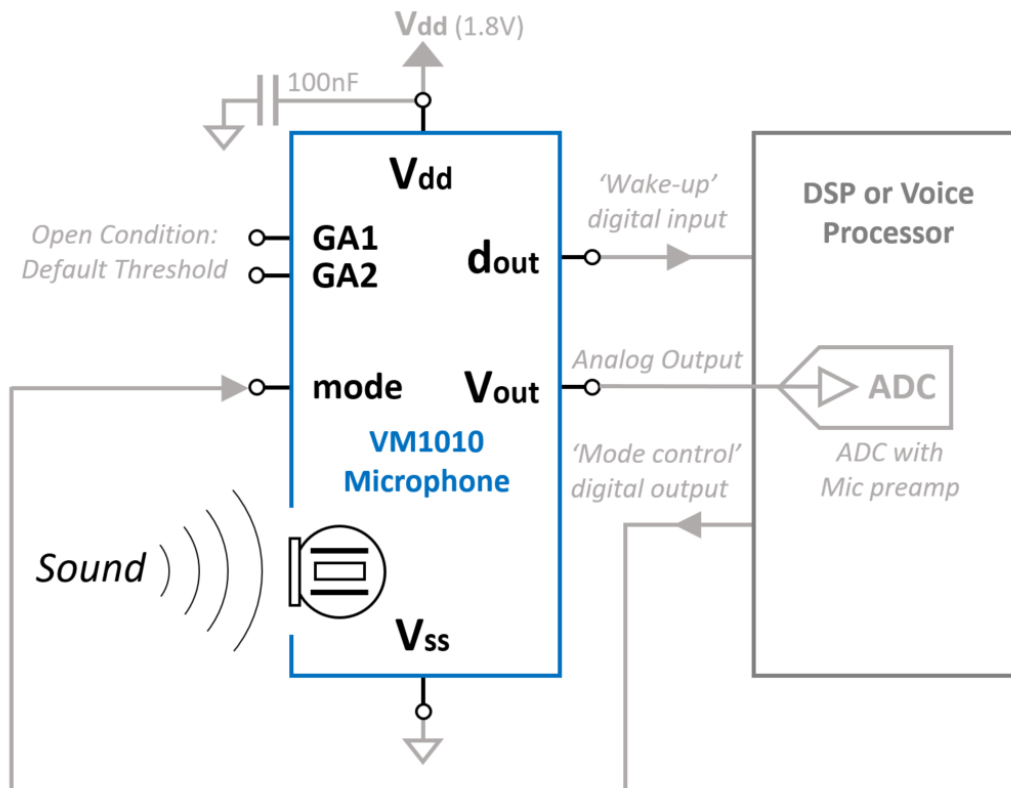 Vdd (1.8V)
100nF
Vdd
GA1
GA2
Open Condition:
Default Threshold
mode
dout
Vout
VM1010
Microphone
Sound
Vss
‘Wake-up’
digital input
Analog Output
‘Mode control’
digital output
DSP or Voice
Processor
ADC
ADC with
Mic preamp